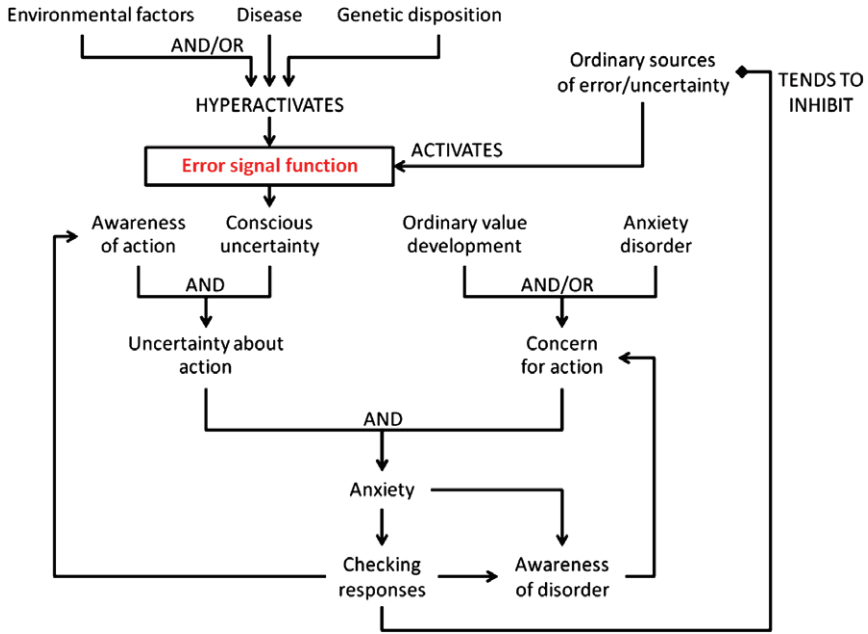 Environmental factors
Disease
Genetic disposition
AND/OR
HYPERACTIVATES
Ordinary sources
of error/uncertainty
TENDS TO
INHIBIT
Error signal function
ACTIVATES
Awareness
of action
Conscious
uncertainty
Ordinary value
development
Anxiety
disorder
AND
AND/OR
Uncertainty about
action
Concern
for action
AND
Anxiety
Checking
responses
Awareness
of disorder